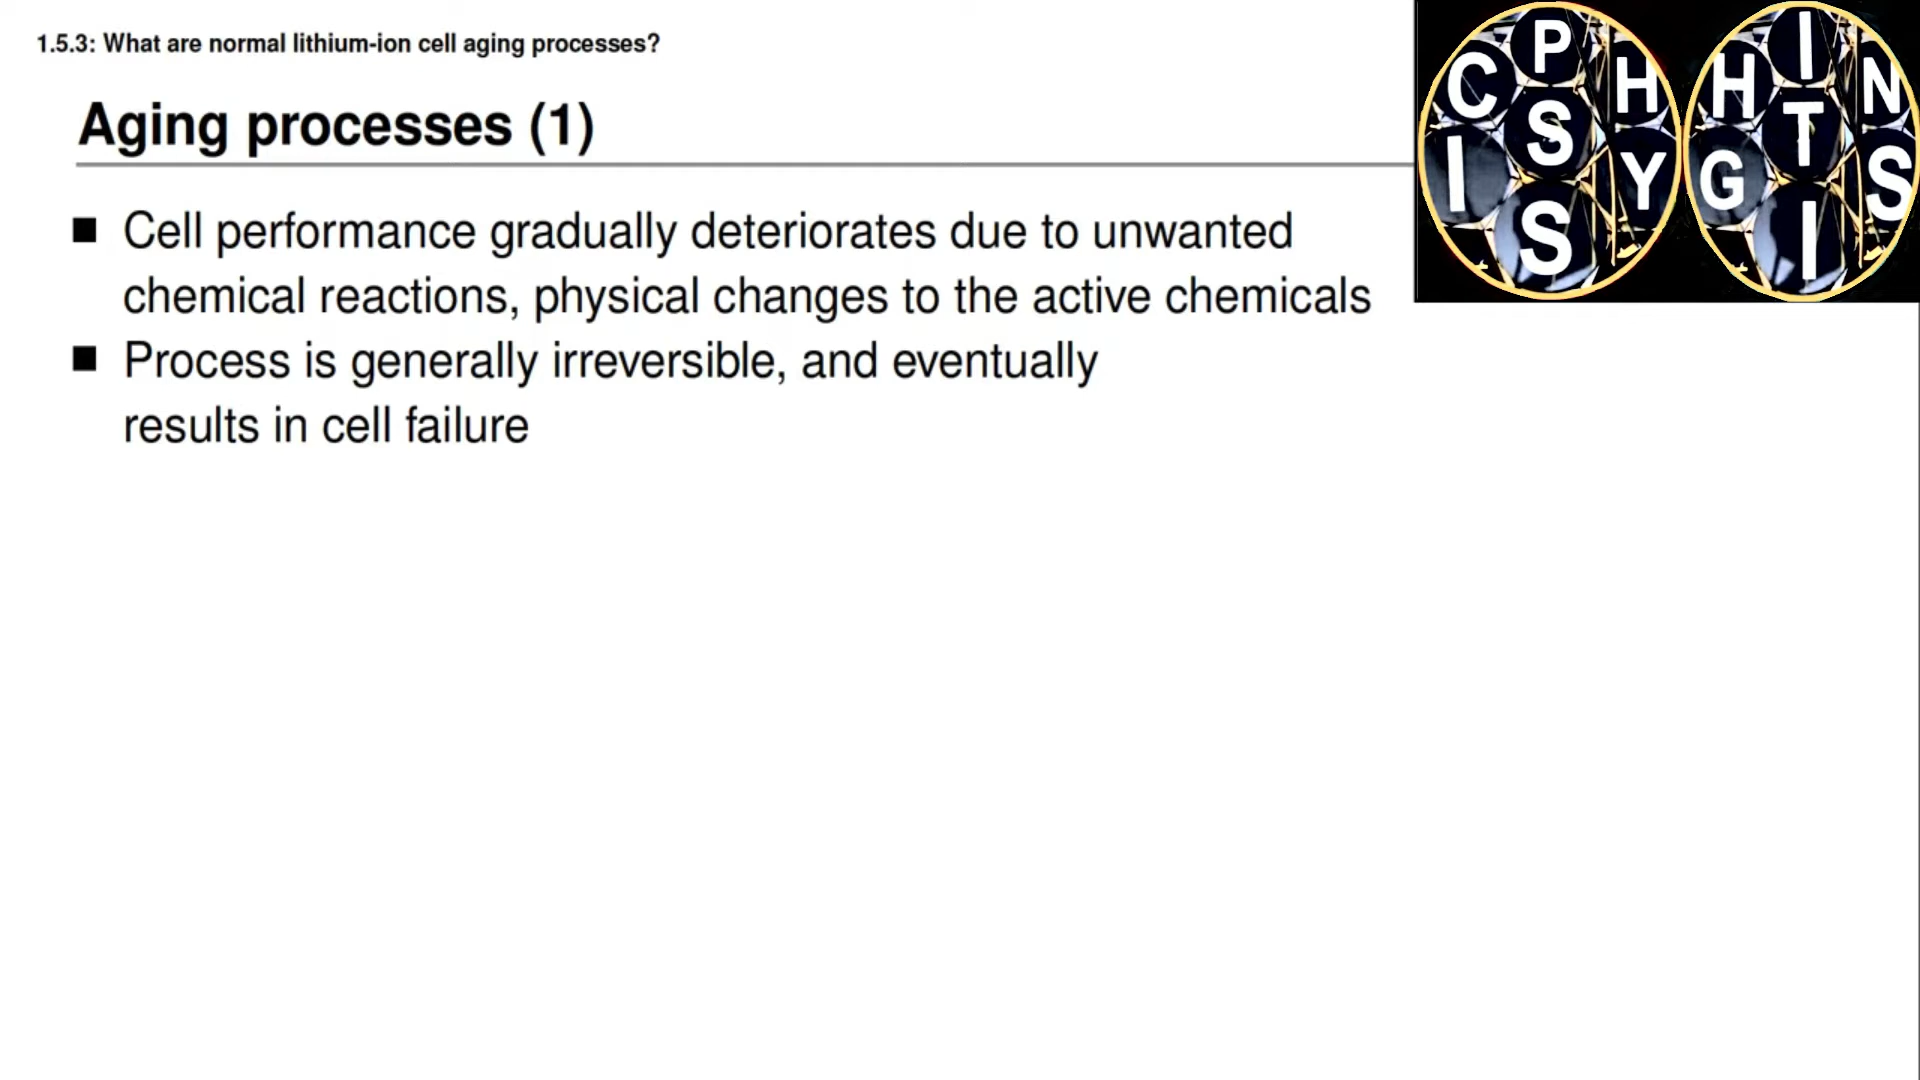 1.5.3: What are normal lithium-ion cell aging processes?
Aging processes (1)
■ Cell performance gradually deteriorates due to unwanted
chemical reactions, physical changes to the active chemicals
■ Process is generally irreversible, and eventually
results in cell failure
P
C H
S
I Y
S
I
H N
T
G S
I